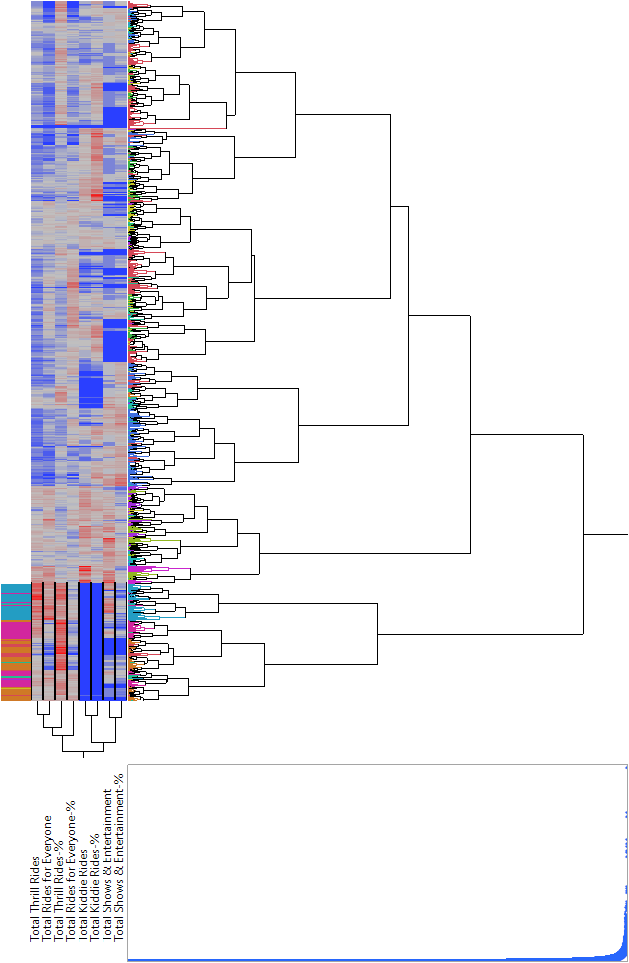 Total Thrill Rides
Total Rides for Everyone
Total Thrill Rides-%
Total Rides for Everyone-%
Total Kiddie Rides
Total Kiddie Rides-%
Total Shows & Entertainment
Total Shows & Entertainment-%